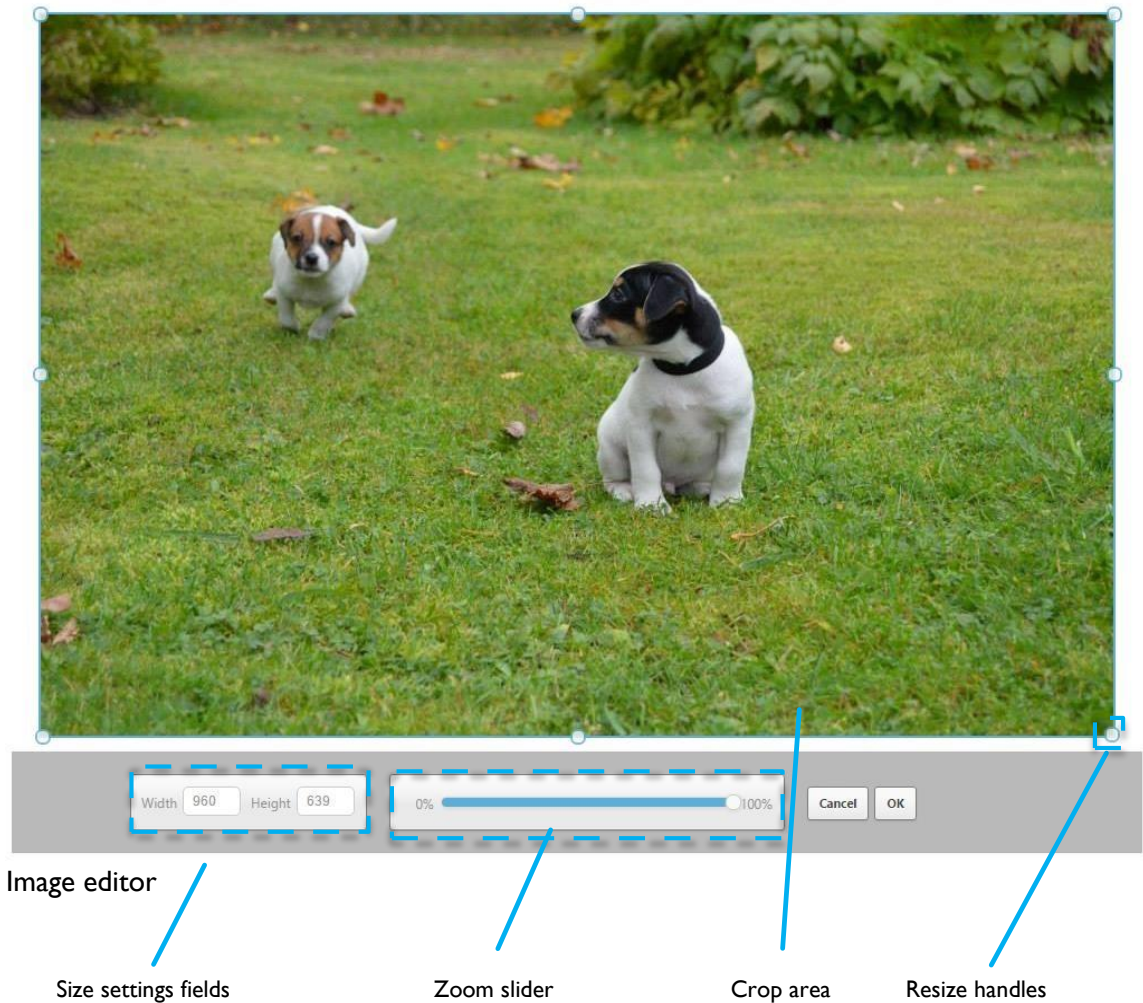 Width 960 Height 639 0% 100% Cancel OK
Image editor
Size settings fields Zoom slider Crop area Resize handles